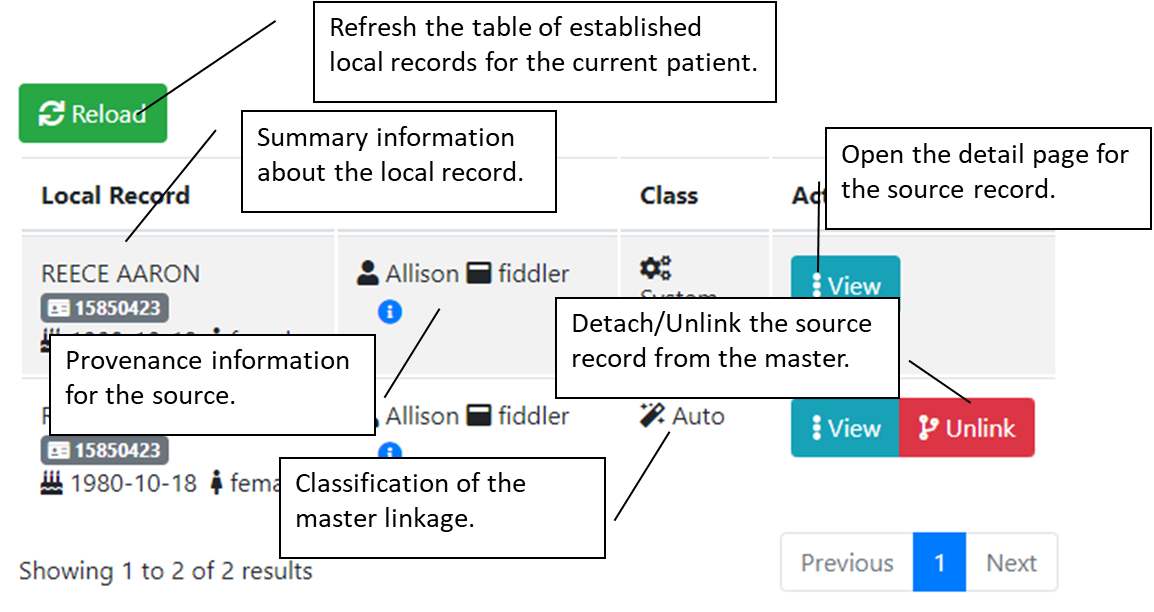 Refresh the table of established
local records for the current patient.
Reload
Summary information
about the local record.
Open the detail page for
the source record.
Local Record
Class
REECE AARON
Allison fiddler
15850423
View
System
Detach/Unlink the source
record from the master.
Provenance information
for the source.
Allison fiddler
Auto
View
Unlink
15850423
1980-10-18
Classification of the
master linkage.
Showing 1 to 2 of 2 results
Previous 1 Next